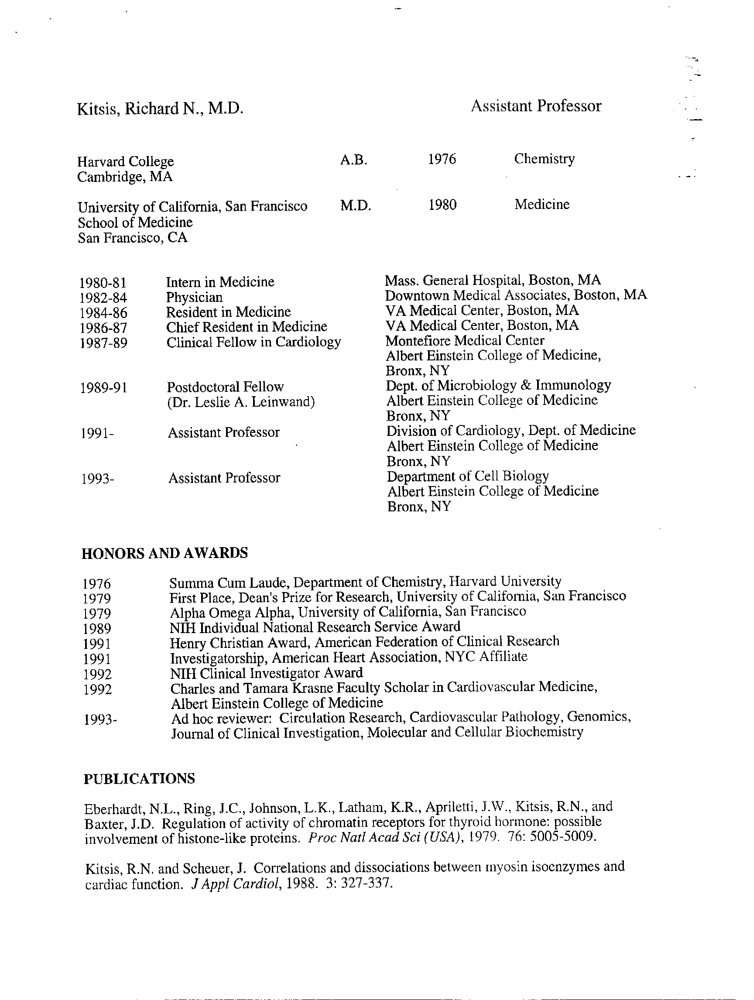 Kitsis, Richard N., M.D. Assistant Professor
Harvard College A.B. 1976 Chemistry
Cambridge, MA
University of California, San Francisco M.D. 1980 Medicine
School of Medicine
San Francisco, CA
1980-81 Intern in Medicine Mass. General Hospital, Boston, MA
1982-84 Physician Downtown Medical Associates, Boston, MA
1984-86 Resident in Medicine VA Medical Center, Boston, MA
1986-87 Chief Resident in Medicine VA Medical Center, Boston, MA
1987-89 Clinical Fellow in Cardiology Montefiore Medical Center
Albert Einstein College of Medicine,
Bronx, NY
1989-91 Postdoctoral Fellow Dept. of Microbiology & Immunology
(Dr. Leslie A. Leinwand) Albert Einstein College of Medicine
Bronx, NY
1991- Assistant Professor Division of Cardiology, Dept. of Medicine
Albert Einstein College of Medicine
Bronx, NY
1993- Assistant Professor Department of Cell Biology
Albert Einstein College of Medicine
Bronx, NY
HONORS AND AWARDS
1976 Summa Cum Laude, Department of Chemistry, Harvard University
1979 First Place, Dean's Prize for Research, University of California, San Francisco
1979 Alpha Omega Alpha, University of California, San Francisco
1989 NIH Individual National Research Service Award
1991 Henry Christian Award, American Federation of Clinical Research
1991 Investigatorship, American Heart Association, NYC Affiliate
1992 NIH Clinical Investigator Award
1992 Charles and Tamara Krasne Faculty Scholar in Cardiovascular Medicine,
Albert Einstein College of Medicine
1993- Ad hoc reviewer: Circulation Research, Cardiovascular Pathology, Genomics,
Journal of Clinical Investigation, Molecular and Cellular Biochemistry
PUBLICATIONS
Eberhardt, N.L., Ring, J.C., Johnson, L.K., Latham, K.R., Apriletti, J.W., Kitsis, R.N., and
Baxter, J.D. Regulation of activity of chromatin receptors for thyroid hormone: possible
involvement of histone-like proteins. Proc Natl Acad Sci (USA), 1979. 76: 5005-5009.
Kitsis, R.N. and Scheuer, J. Correlations and dissociations between myosin isoenzymes and
cardiac function. J Appl Cardiol, 1988. 3: 327-337.